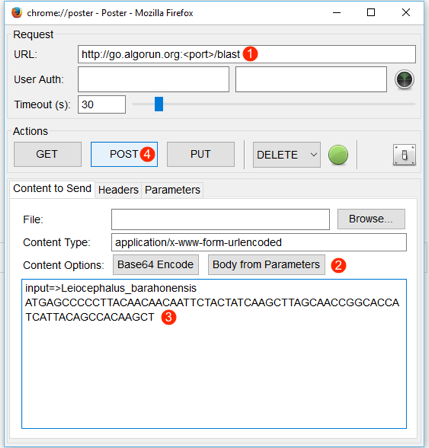 chrome://poster - Poster - Mozilla Firefox
Request
URL: http://go.algorun.org:<port>/blast 1
User Auth:
Timeout (s): 30
Actions
GET POST 4 PUT DELETE
Content to Send Headers Parameters
File: Browse...
Content Type: application/x-www-form-urlencoded
Content Options: Base64 Encode Body from Parameters 2
input=>Leiocephalus_barahonensis
ATGAGCCCCCTTACAACAACAATTCTACTATCAAGCTTAGCAACCGGCACCA
TCATTACAGCCACAAGCT 3